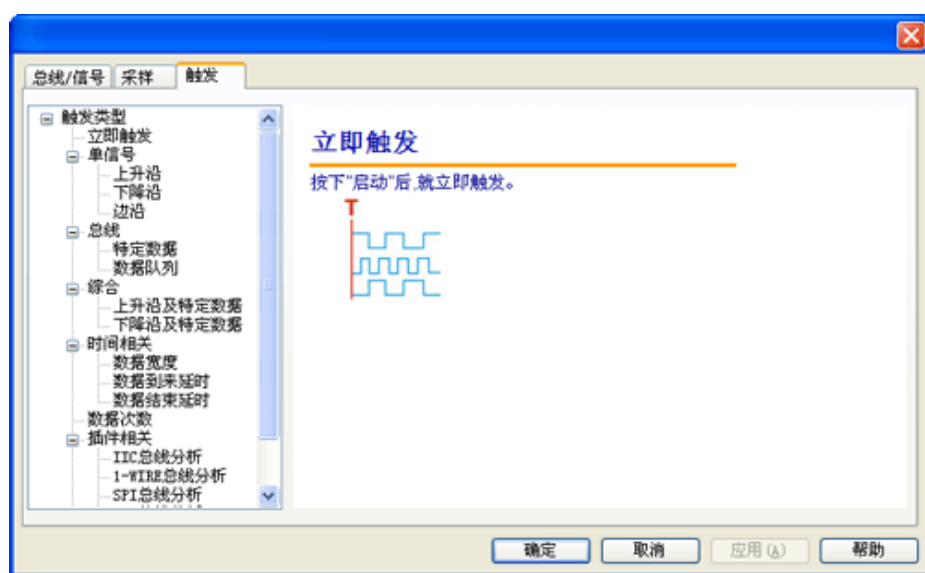 总线/信号 采样 触发
触发类型
立即触发
单信号
上升沿
下降沿
边沿
总线
特定数据
数据队列
综合
上升沿及特定数据
下降沿及特定数据
时间相关
数据宽度
数据到来延时
数据结束延时
数据次数
插件相关
IIC总线分析
1-WIRE总线分析
SPI总线分析
立即触发
按下"启动"后,就立即触发。
T
确定 取消 应用(A) 帮助